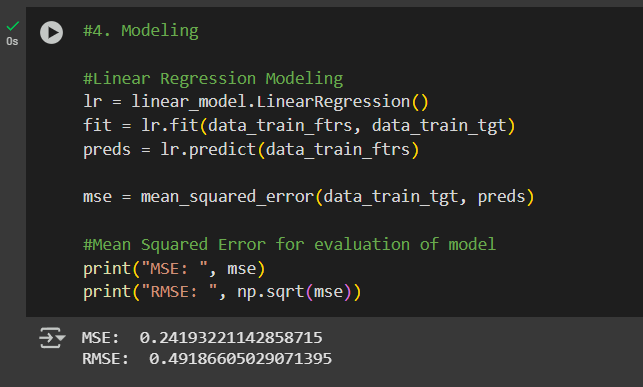 #4. Modeling
0s
#Linear Regression Modeling
lr = linear_model.LinearRegression()
fit = lr.fit(data_train_ftrs, data_train_tgt)
preds = lr.predict(data_train_ftrs)
mse = mean_squared_error(data_train_tgt, preds)
#Mean Squared Error for evaluation of model
print("MSE: ", mse)
print("RMSE: ", np.sqrt(mse))
MSE:  0.24193221142858715
RMSE:  0.49186605029071395